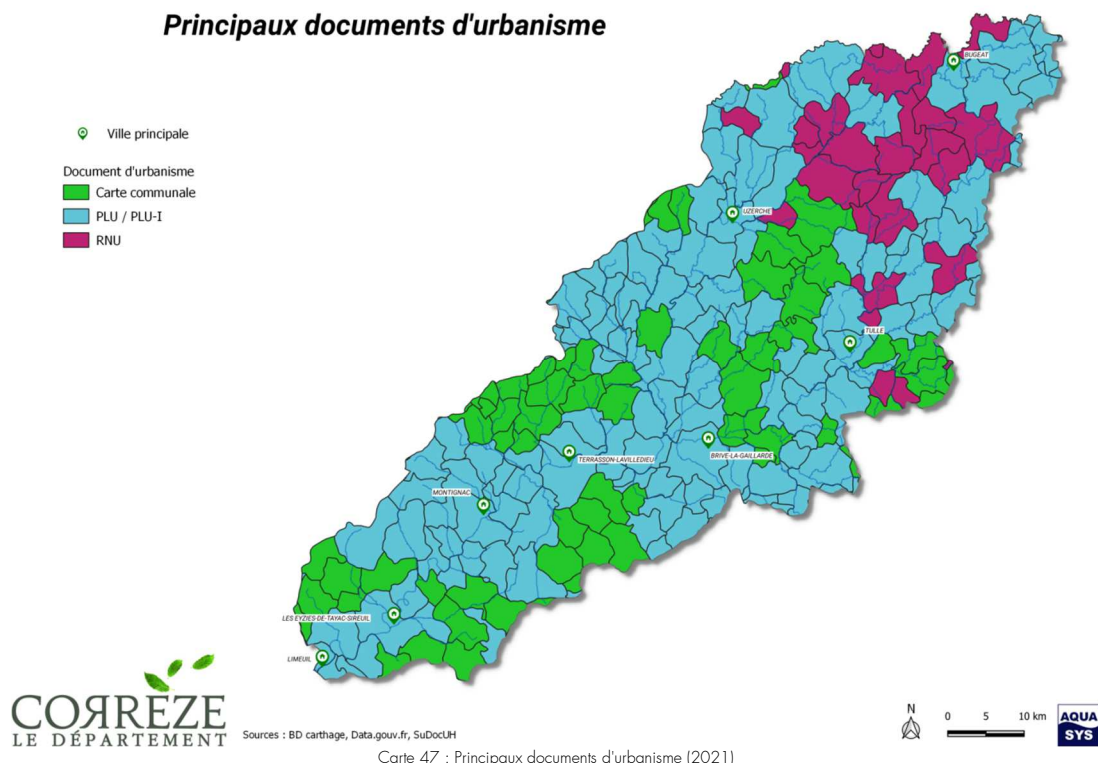 Principaux documents d'urbanisme
Ville principale
Document d'urbanisme
Carte communale
PLU / PLU-I
RNU
BUGEAT
UZERCHE
TULLE
BRIVE-LA-GAILLARDE
TERRASSON-LAVILLEDIEU
MONTIGNAC
LES EYZIES-DE-TAYAC-SIREUIL
LIMEUIL
CORRÈZE
LE DÉPARTEMENT
Sources : BD carthage, Data.gouv.fr, SuDocUH
N
0 5 10 km
AQUA
SYS
Carte 47 : Principaux documents d'urbanisme (2021)